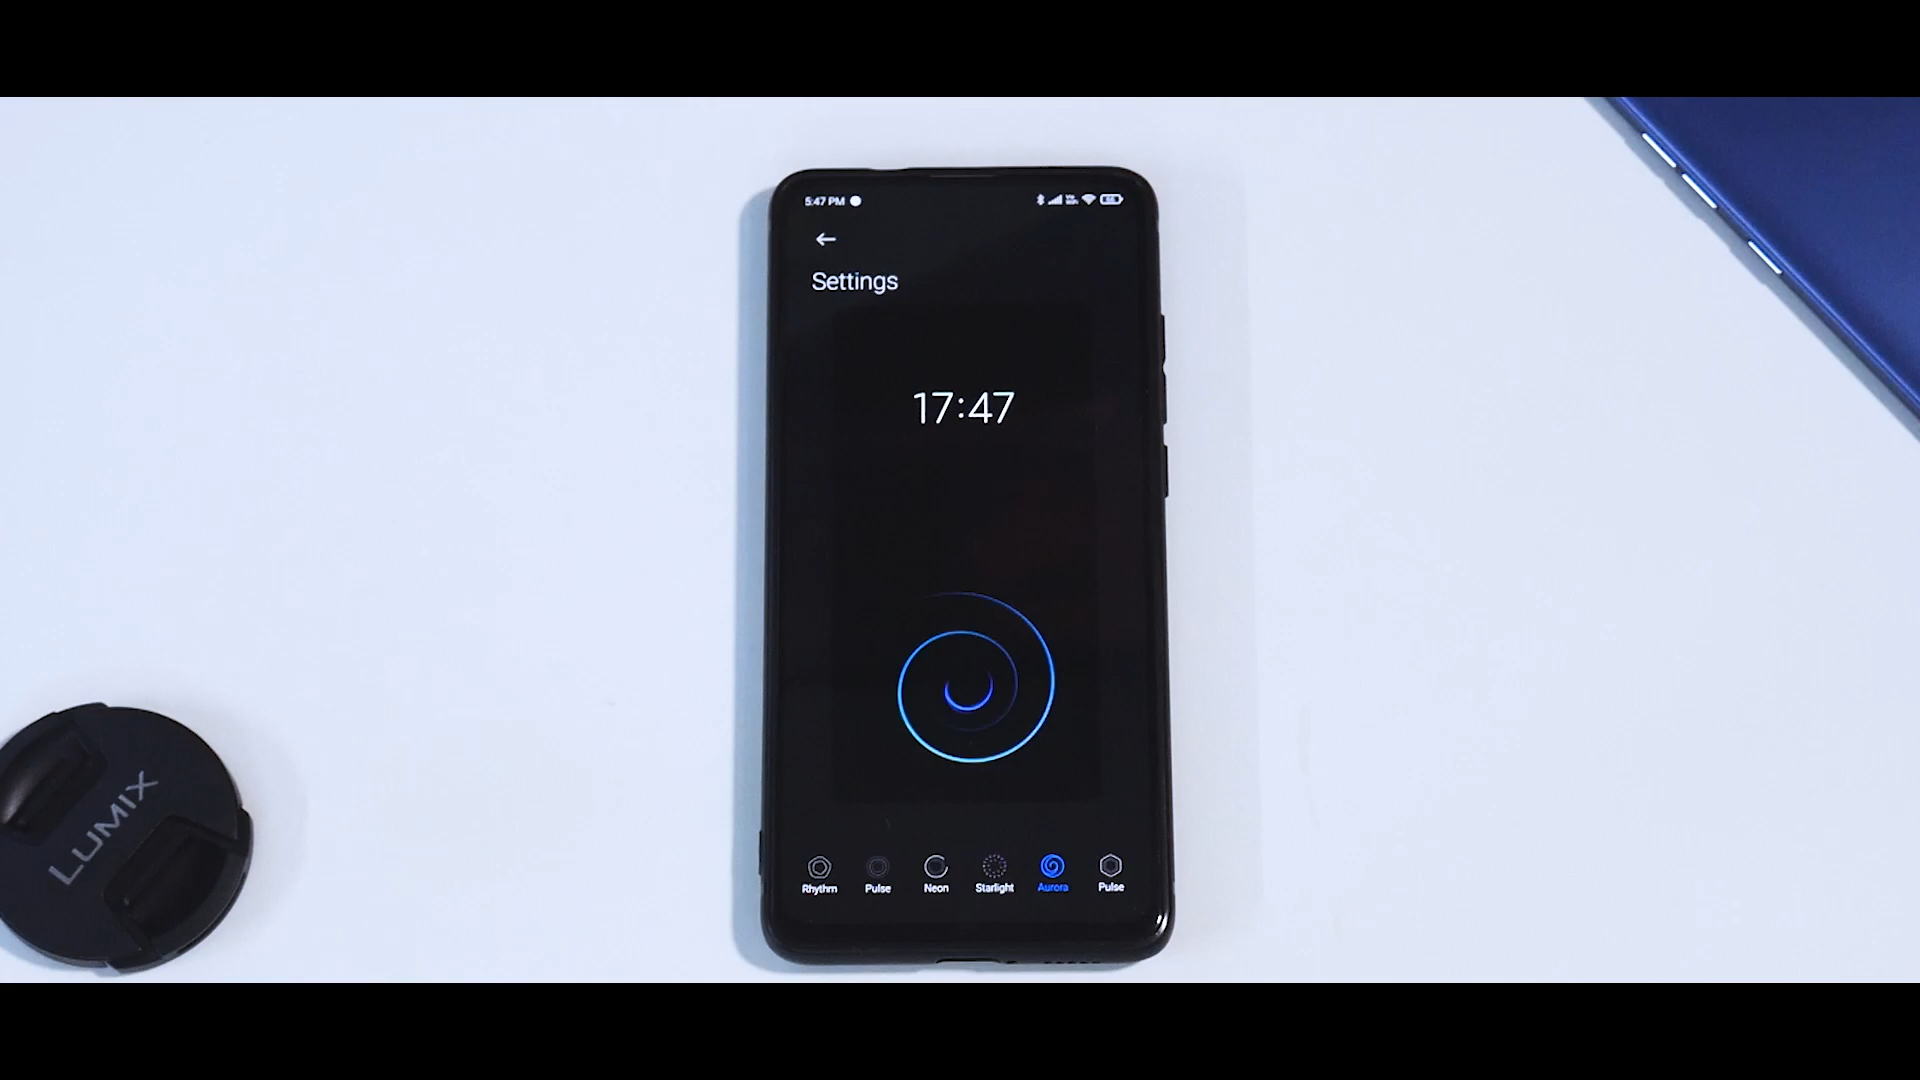 5:47 PM
Settings
17:47
Rhythm Pulse Neon Starlight Aurora Pulse
LUMIX